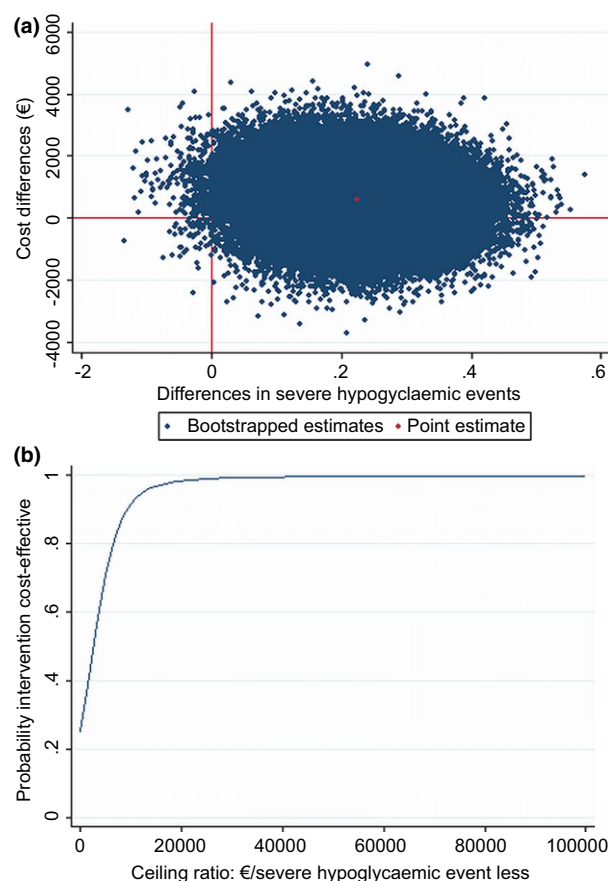 (a)
6000
4000
2000
0
-2000
-4000
Cost differences (€)
-2 0 .2 .4 .6
Differences in severe hypogyclaemic events
Bootstrapped estimates Point estimate
(b)
1
.8
.6
.4
.2
0
Probability intervention cost-effective
0 20000 40000 60000 80000 100000
Ceiling ratio: €/severe hypoglycaemic event less